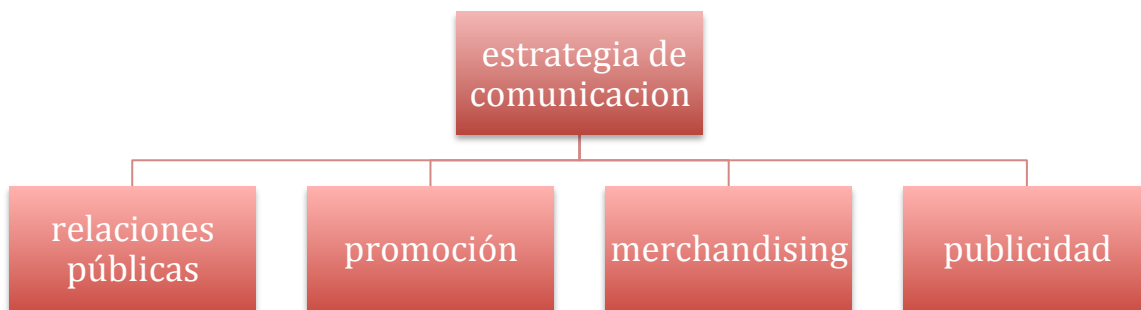 estrategia de
comunicacion
relaciones
públicas
promoción
merchandising
publicidad